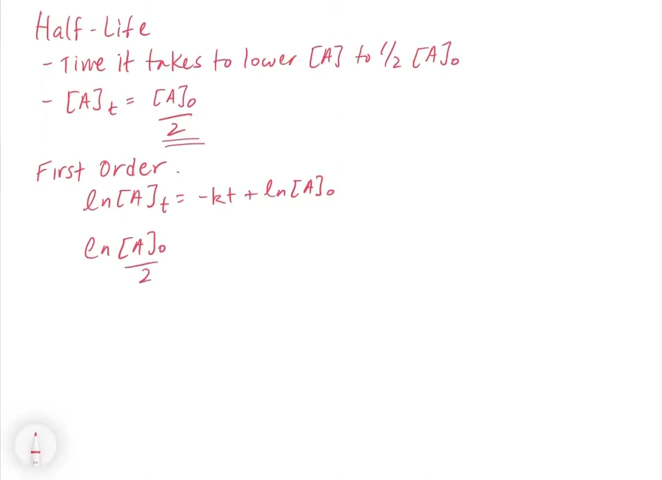 Half-Life
- Time it takes to lower [A] to 1/2 [A]₀
- [A]t = [A]₀/2
First Order.
ln[A]t = -kt + ln[A]₀
ln [A]₀/2